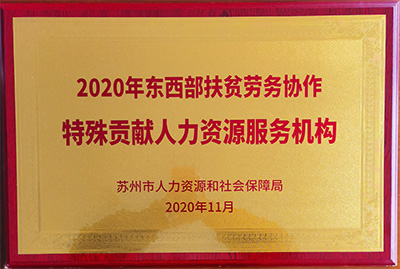 2020年东西部扶贫劳务协作
特殊贡献人力资源服务机构
苏州市人力资源和社会保障局
2020年11月